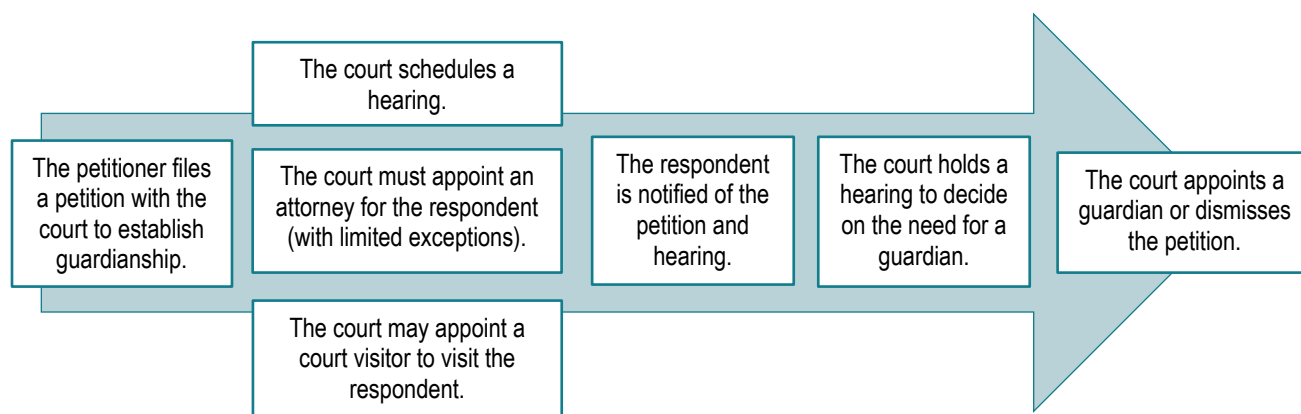 The petitioner files
a petition with the
court to establish
guardianship.
The court schedules a
hearing.
The court must appoint an
attorney for the respondent
(with limited exceptions).
The court may appoint a
court visitor to visit the
respondent.
The respondent
is notified of the
petition and
hearing.
The court holds a
hearing to decide
on the need for a
guardian.
The court appoints a
guardian or dismisses
the petition.